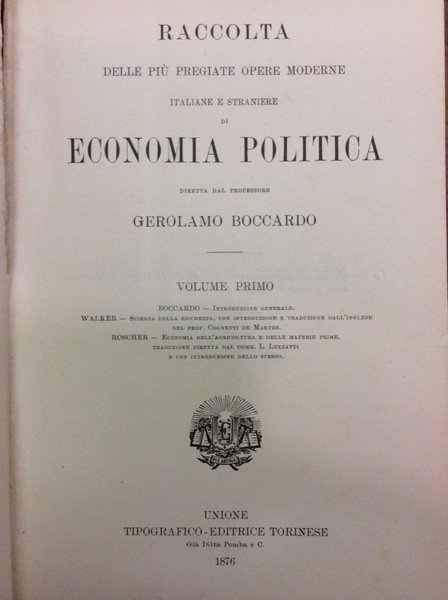 RACCOLTA
DELLE PIÙ PREGIATE OPERE MODERNE
ITALIANE E STRANIERE
DI
ECONOMIA POLITICA
DIRETTA DAL PROFESSORE
GEROLAMO BOCCARDO
VOLUME PRIMO
BOCCARDO — Introduzione generale.
WALKER — Scienza della ricchezza, con introduzione e traduzione dall'inglese
del prof. Cognetti De Martiis.
ROSCHER — Economia dell'agricoltura e delle materie prime,
traduzione diretta dal comm. L. Luzzatti
e con introduzione dello stesso.
UNIONE
TIPOGRAFICO-EDITRICE TORINESE
Già Ditta Pomba e C.
1876